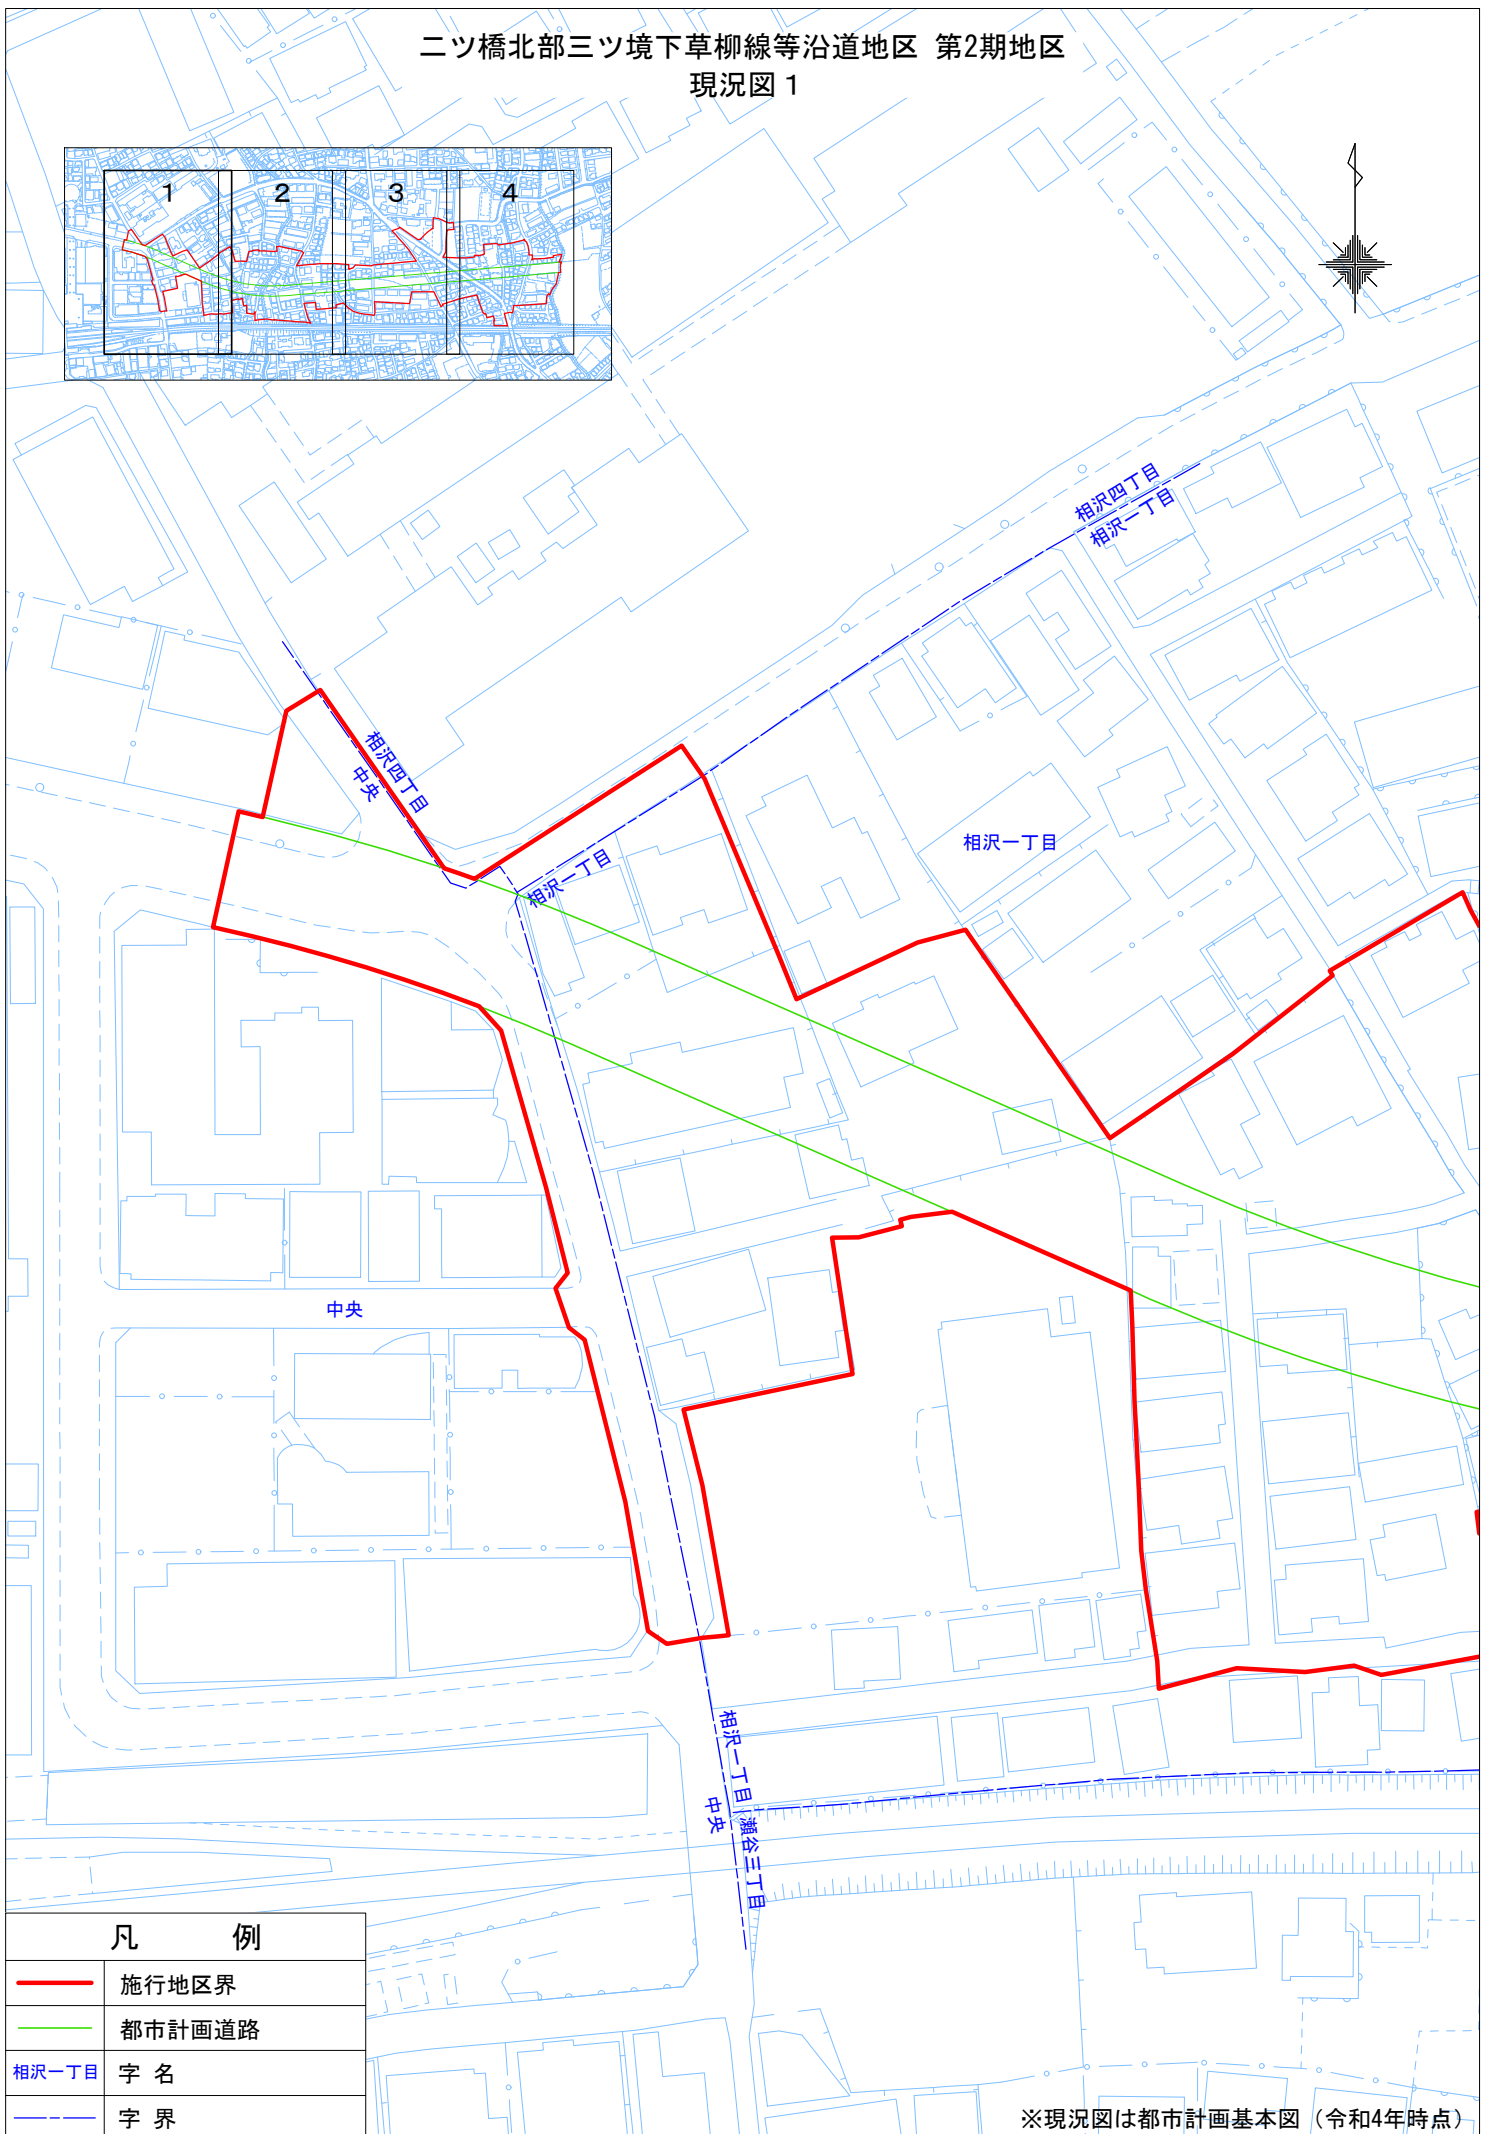 二ツ橋北部三ツ境下草柳線等沿道地区 第2期地区
現況図1
1
2
3
4
相沢四丁目
相沢一丁目
相沢四丁目
中央
相沢一丁目
相沢一丁目
中央
相沢一丁目
中央
瀬谷三丁目
凡 例
施行地区界
都市計画道路
相沢一丁目 字 名
字 界
※現況図は都市計画基本図(令和4年時点)